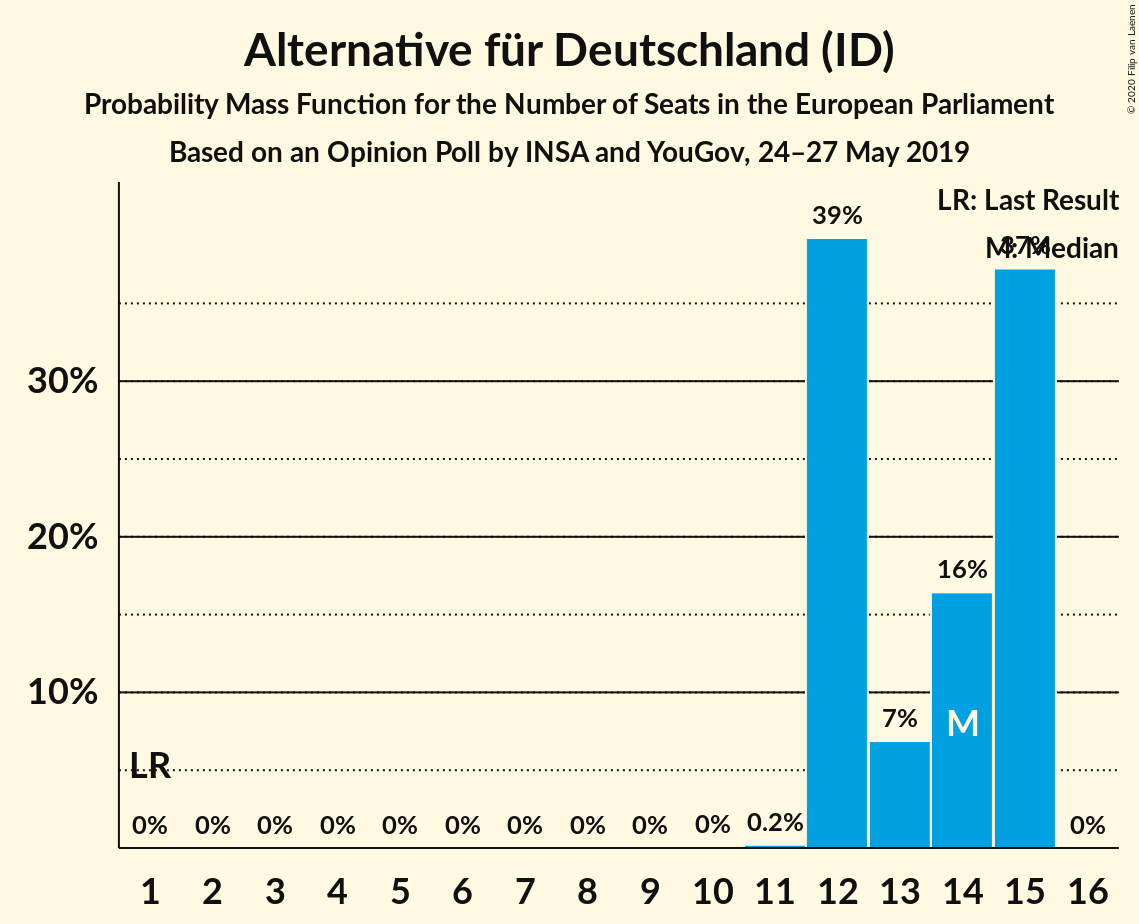 Alternative für Deutschland (ID)
Probability Mass Function for the Number of Seats in the European Parliament
Based on an Opinion Poll by INSA and YouGov, 24–27 May 2019
© 2020 Filip van Laenen
LR: Last Result
M: Median
39%
37%
30%
20%
16%
10%
7%
M
LR
0% 0% 0% 0% 0% 0% 0% 0% 0% 0% 0.2% 0%
1 2 3 4 5 6 7 8 9 10 11 12 13 14 15 16